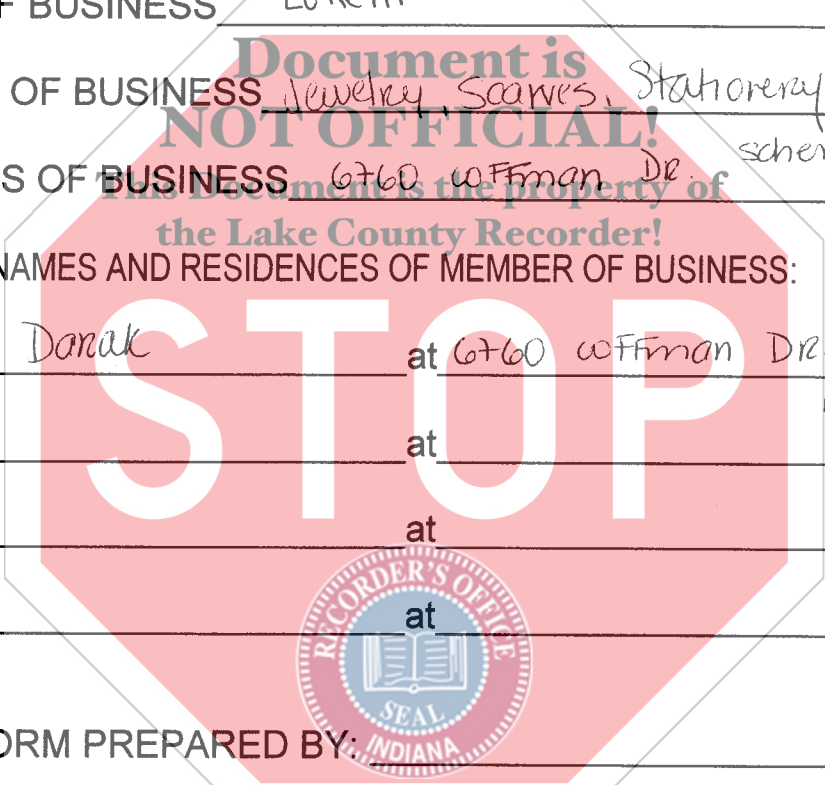 OF BUSINESS
Document is
OF BUSINESS Jewelry, Scarves, Stationery
NOT OFFICIAL!
S OF BUSINESS 6760 Dr.
This Document is the property of
the Lake County Recorder!
NAMES AND RESIDENCES OF MEMBER OF BUSINESS:
STOP
Danak at 6760 DR
at
at
at
RECORDER'S OFFICE
SEAL
INDIANA
ORM PREPARED BY: